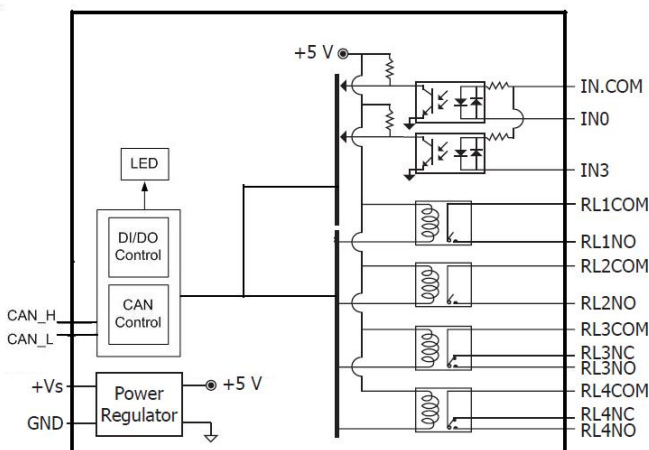 +5 V
IN.COM
IN0
IN3
LED
DI/DO
Control
CAN
Control
CAN_H
CAN_L
+Vs
GND
Power
Regulator
+5 V
RL1COM
RL1NO
RL2COM
RL2NO
RL3COM
RL3NC
RL3NO
RL4COM
RL4NC
RL4NO